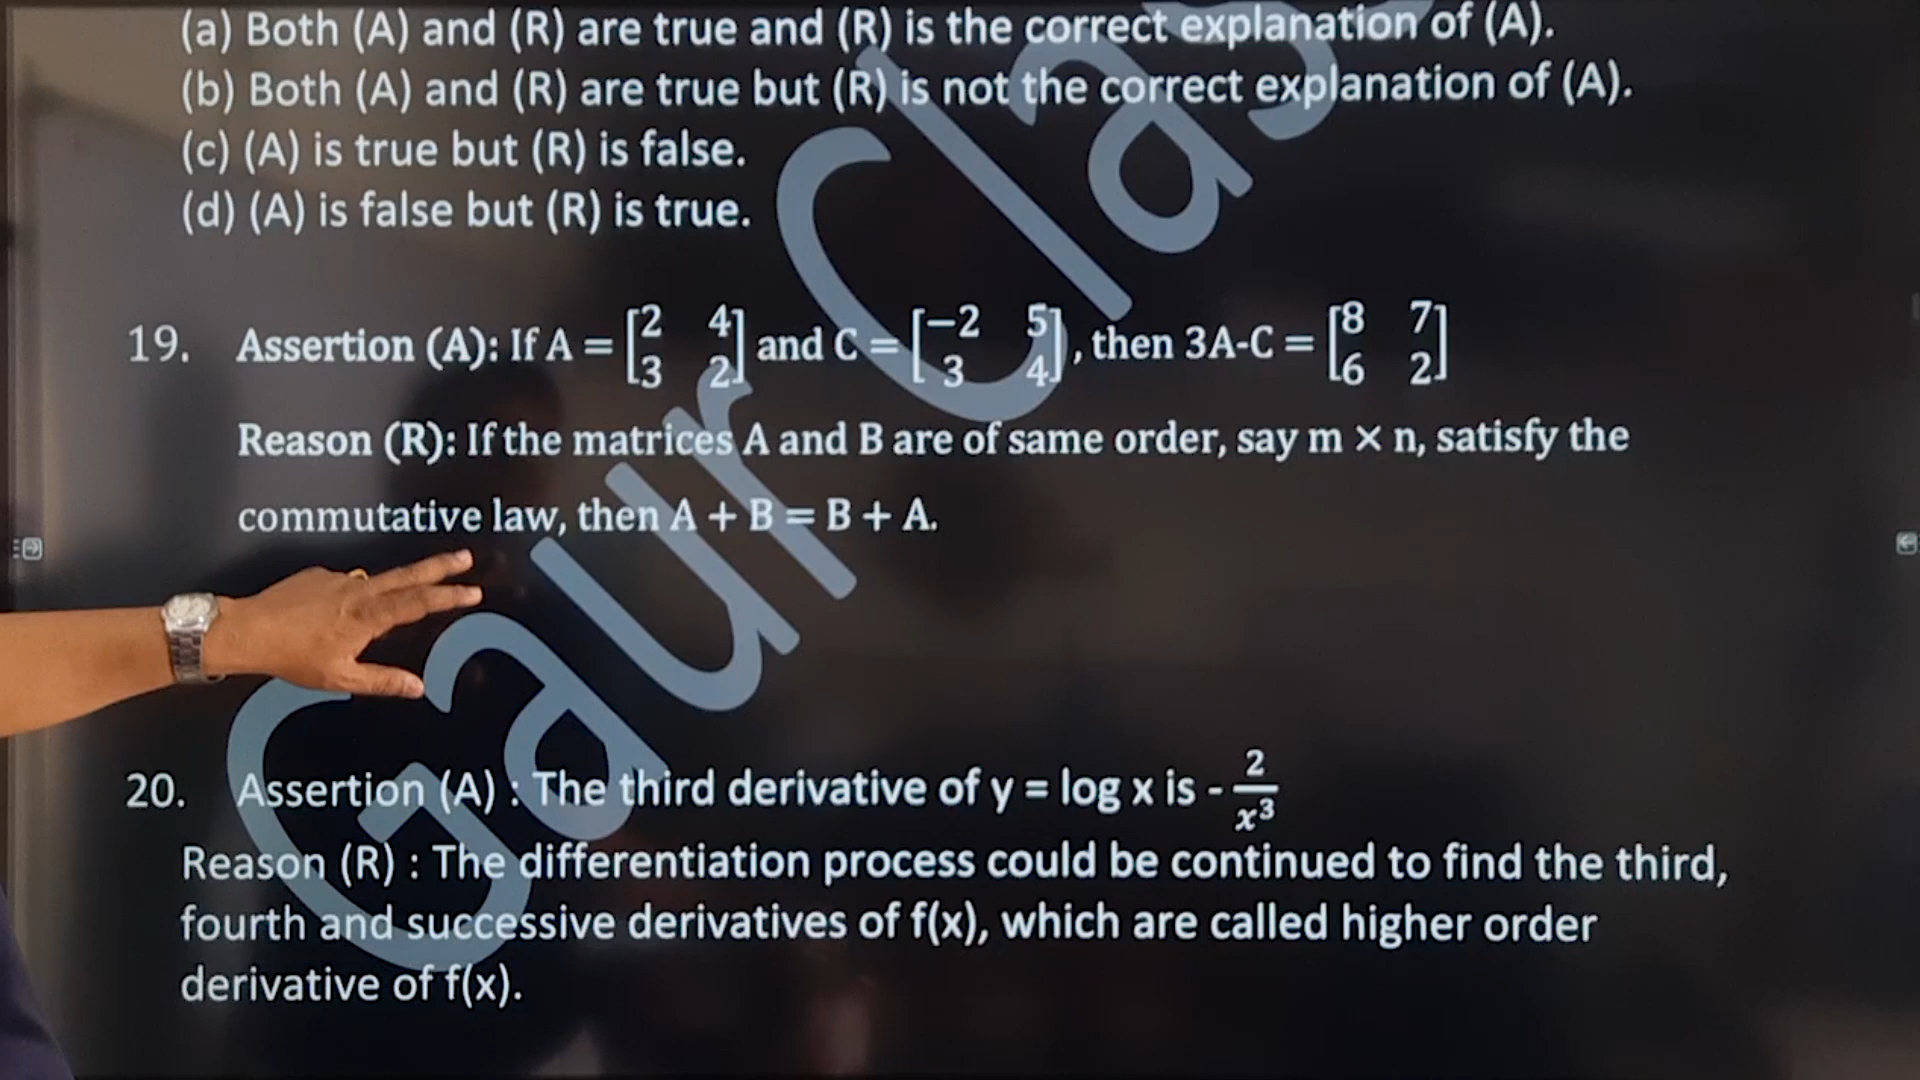 (a) Both (A) and (R) are true and (R) is the correct explanation of (A).
(b) Both (A) and (R) are true but (R) is not the correct explanation of (A).
(c) (A) is true but (R) is false.
(d) (A) is false but (R) is true.
19. Assertion (A): If A = [2 4; 3 2] and C = [−2 5; 3 4], then 3A-C = [8 7; 6 2]
Reason (R): If the matrices A and B are of same order, say m × n, satisfy the
commutative law, then A + B = B + A.
20. Assertion (A) : The third derivative of y = log x is - 2/x³
Reason (R) : The differentiation process could be continued to find the third,
fourth and successive derivatives of f(x), which are called higher order
derivative of f(x).
Gaur Clas